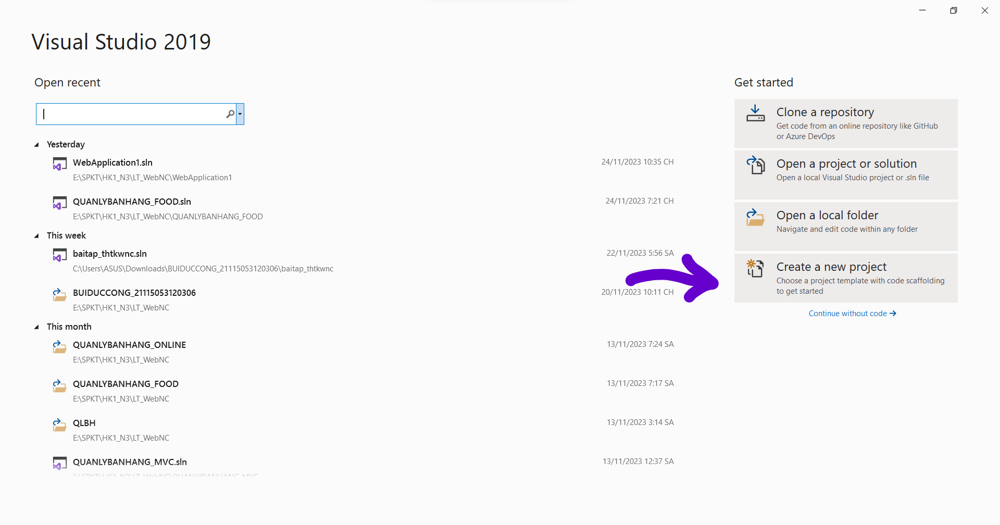 Visual Studio 2019
Open recent
Yesterday
WebApplication1.sln
24/11/2023 10:35 CH
E:\SPKT\HK1_N3\LT_WebNC\WebApplication1
QUANLYBANHANG_FOOD.sln
24/11/2023 7:21 CH
E:\SPKT\HK1_N3\LT_WebNC\QUANLYBANHANG_FOOD
This week
baitap_thtkwnc.sln
22/11/2023 5:56 SA
C:\Users\ASUS\Downloads\BUIDUCCONG_21115053120306\baitap_thtkwnc
BUIDUCCONG_21115053120306
20/11/2023 10:11 CH
E:\SPKT\HK1_N3\LT_WebNC
This month
QUANLYBANHANG_ONLINE
13/11/2023 7:24 SA
E:\SPKT\HK1_N3\LT_WebNC
QUANLYBANHANG_FOOD
13/11/2023 7:17 SA
E:\SPKT\HK1_N3\LT_WebNC
QLBH
13/11/2023 3:14 SA
E:\SPKT\HK1_N3\LT_WebNC
QUANLYBANHANG_MVC.sln
13/11/2023 12:37 SA
E:\SPKT\HK1_N3\LT_WebNC\QUANLYBANHANG_MVC
Get started
Clone a repository
Get code from an online repository like GitHub
or Azure DevOps
Open a project or solution
Open a local Visual Studio project or .sln file
Open a local folder
Navigate and edit code within any folder
Create a new project
Choose a project template with code scaffolding
to get started
Continue without code →